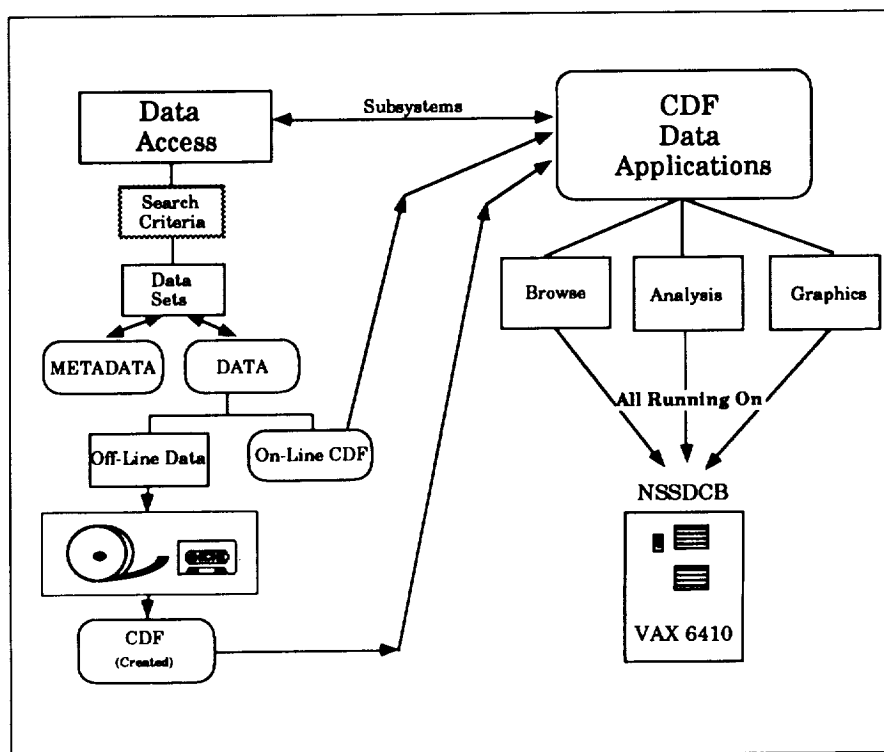 Data
Access
Subsystems
CDF
Data
Applications
Search
Criteria
Data
Sets
METADATA
DATA
Off-Line Data
On-Line CDF
CDF
(Created)
Browse
Analysis
Graphics
All Running On
NSSDCB
VAX 6410